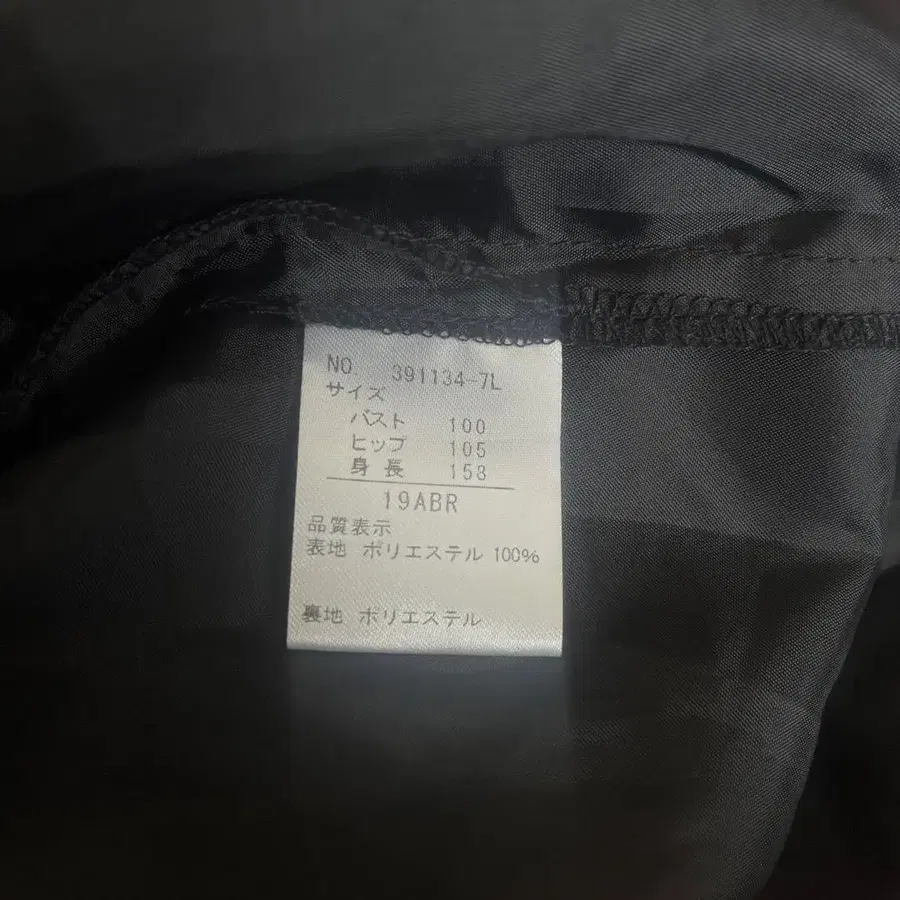 NO 391134-7L
サイズ
バスト 100
ヒップ 105
身長 158
19ABR
品質表示
表地 ポリエステル 100%
裏地 ポリエステル